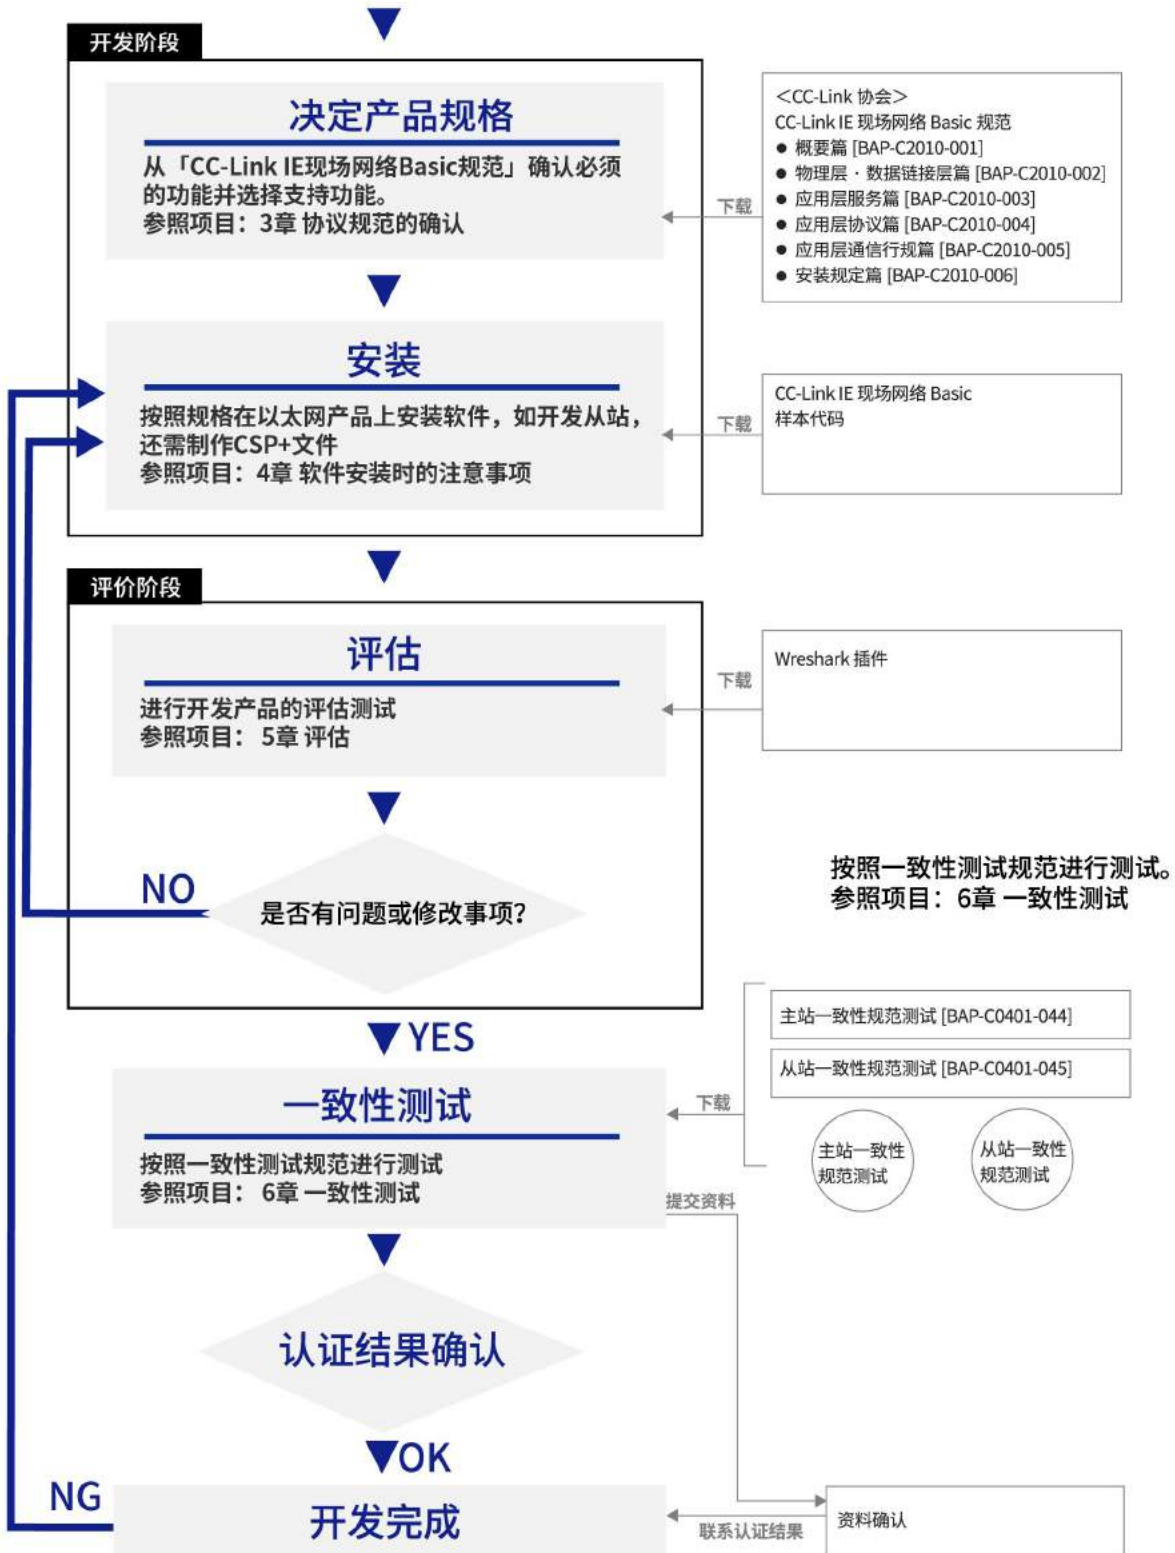 开发阶段
决定产品规格
从「CC-Link IE现场网络Basic规范」确认必须
的功能并选择支持功能。
参照项目：3章 协议规范的确认
下载
＜CC-Link 协会＞
CC-Link IE 现场网络 Basic 规范
● 概要篇 [BAP-C2010-001]
● 物理层・数据链接层篇 [BAP-C2010-002]
● 应用层服务篇 [BAP-C2010-003]
● 应用层协议篇 [BAP-C2010-004]
● 应用层通信行规篇 [BAP-C2010-005]
● 安装规定篇 [BAP-C2010-006]
安装
按照规格在以太网产品上安装软件，如开发从站，
还需制作CSP+文件
参照项目：4章 软件安装时的注意事项
下载
CC-Link IE 现场网络 Basic
样本代码
评价阶段
评估
进行开发产品的评估测试
参照项目： 5章 评估
下载
Wreshark 插件
NO
是否有问题或修改事项？
按照一致性测试规范进行测试。
参照项目：6章 一致性测试
YES
一致性测试
按照一致性测试规范进行测试
参照项目： 6章 一致性测试
下载
主站一致性规范测试 [BAP-C0401-044]
从站一致性规范测试 [BAP-C0401-045]
主站一致性
规范测试
从站一致性
规范测试
提交资料
认证结果确认
OK
NG
开发完成
联系认证结果
资料确认